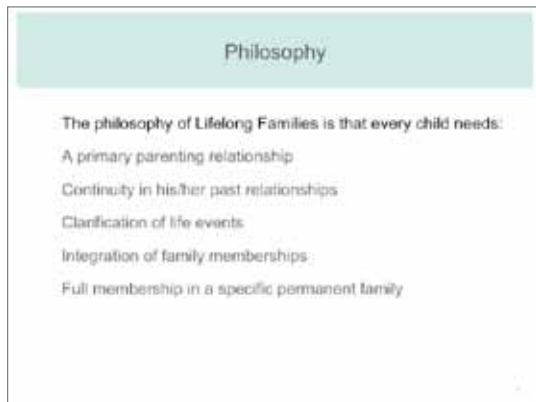 Philosophy
The philosophy of Lifelong Families is that every child needs:
A primary parenting relationship
Continuity in his/her past relationships
Clarification of life events
Integration of family memberships
Full membership in a specific permanent family